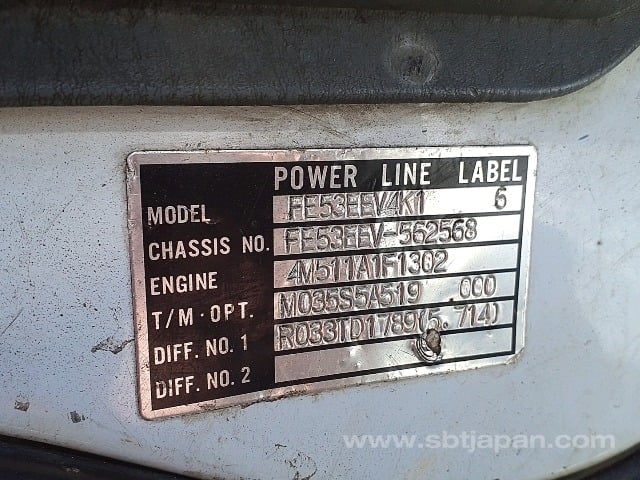 POWER LINE LABEL
MODEL FE53EEV4K1 6
CHASSIS NO. FE53EEV-562568
ENGINE 4M511A1F1302
T/M·OPT. M035S5A519 000
DIFF. NO. 1 R033TD1789(5.714)
DIFF. NO. 2
www.sbtjapan.com